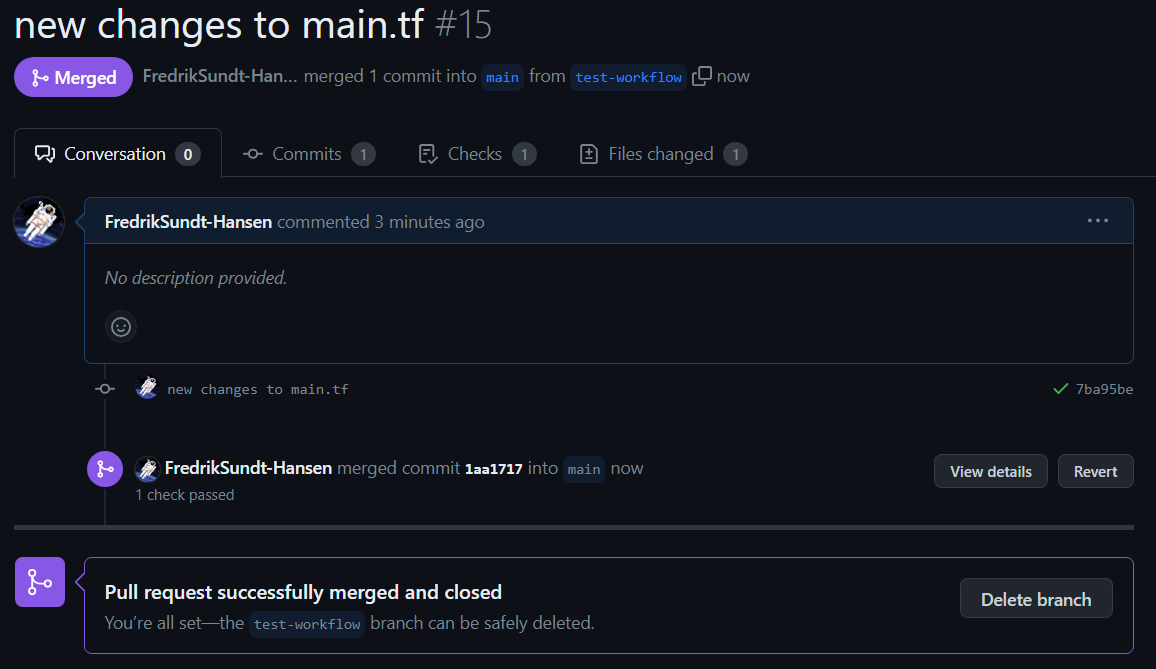 new changes to main.tf #15
Merged FredrikSundt-Han... merged 1 commit into main from test-workflow now
Conversation 0 Commits 1 Checks 1 Files changed 1
FredrikSundt-Hansen commented 3 minutes ago
No description provided.
new changes to main.tf 7ba95be
FredrikSundt-Hansen merged commit 1aa1717 into main now View details Revert
1 check passed
Pull request successfully merged and closed
You're all set—the test-workflow branch can be safely deleted.
Delete branch